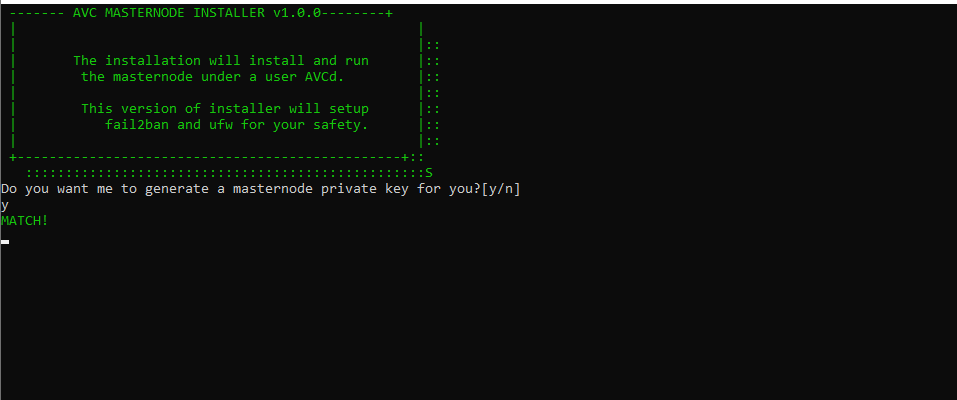 ------- AVC MASTERNODE INSTALLER v1.0.0--------+
|                                                  |
|                                                  |::
|       The installation will install and run      |::
|        the masternode under a user AVCd.         |::
|                                                  |::
|        This version of installer will setup      |::
|           fail2ban and ufw for your safety.      |::
|                                                  |::
+------------------------------------------------+::
::::::::::::::::::::::::::::::::::::::::::::::::::S
Do you want me to generate a masternode private key for you?[y/n]
y
MATCH!